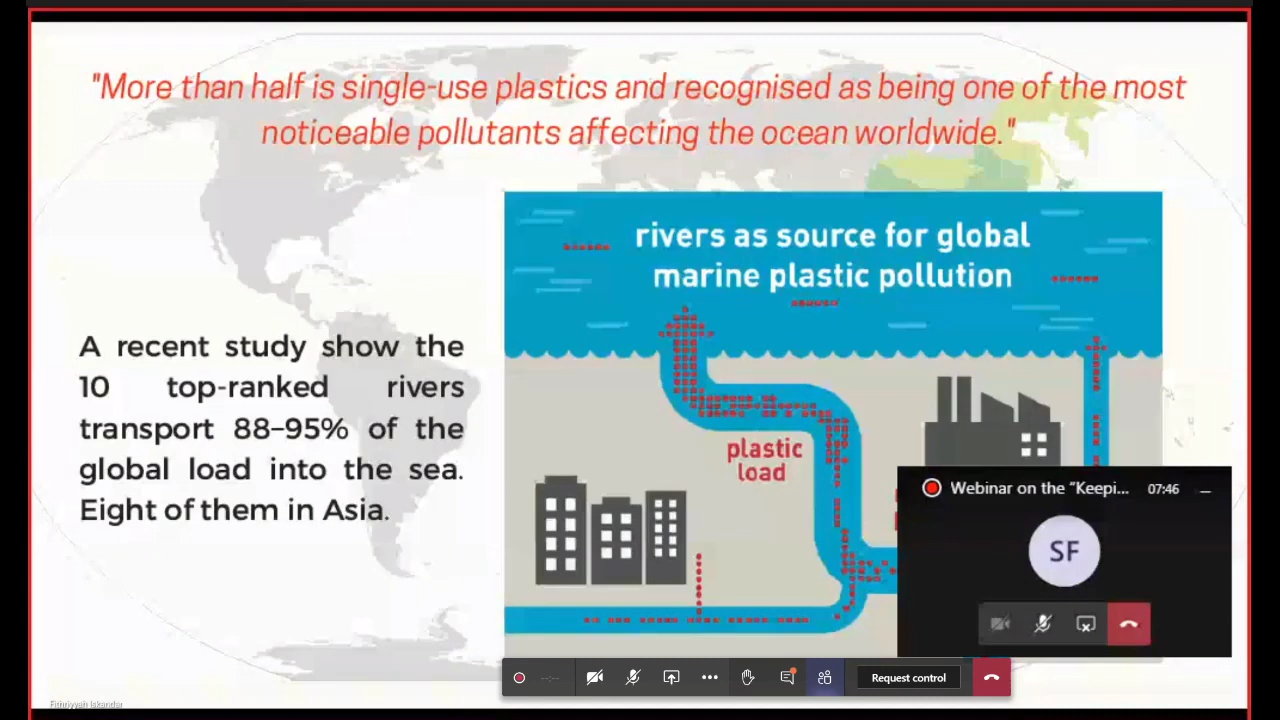 "More than half is single-use plastics and recognised as being one of the most
noticeable pollutants affecting the ocean worldwide."
rivers as source for global
marine plastic pollution
A recent study show the
10 top-ranked rivers
transport 88–95% of the
global load into the sea.
Eight of them in Asia.
plastic
load
Webinar on the “Keepi... 07:46
SF
--:-- Request control
Fithriyyah Iskandar